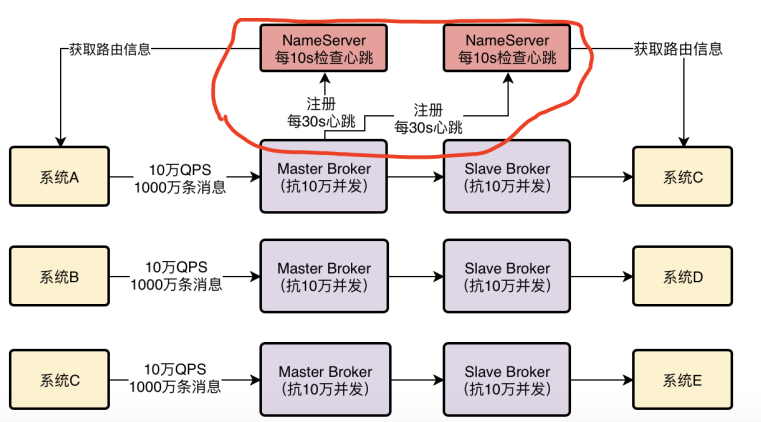 NameServer
每10s检查心跳
NameServer
每10s检查心跳
获取路由信息
获取路由信息
注册
每30s心跳
注册
每30s心跳
系统A
10万QPS
1000万条消息
Master Broker
（抗10万并发）
Slave Broker
（抗10万并发）
系统C
系统B
10万QPS
1000万条消息
Master Broker
（抗10万并发）
Slave Broker
（抗10万并发）
系统D
系统C
10万QPS
1000万条消息
Master Broker
（抗10万并发）
Slave Broker
（抗10万并发）
系统E